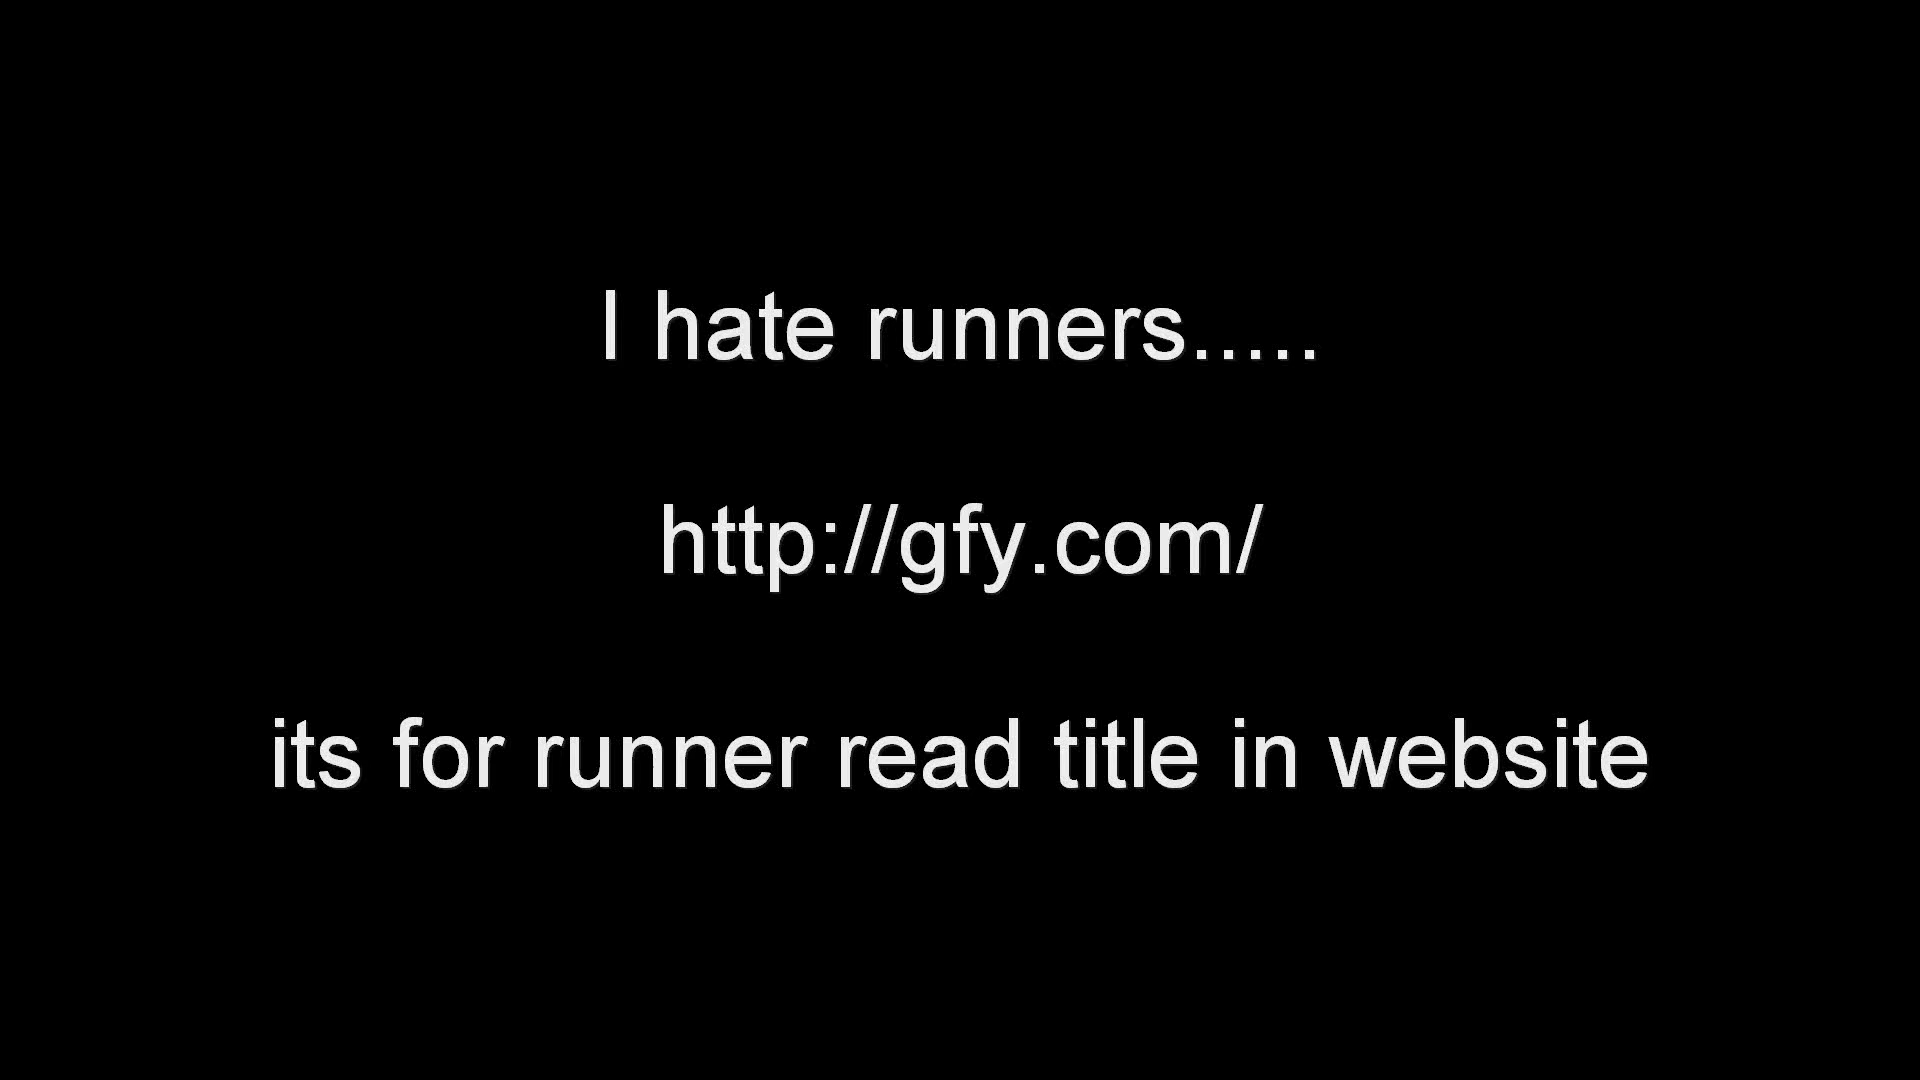 I hate runners.....
http://gfy.com/
its for runner read title in website